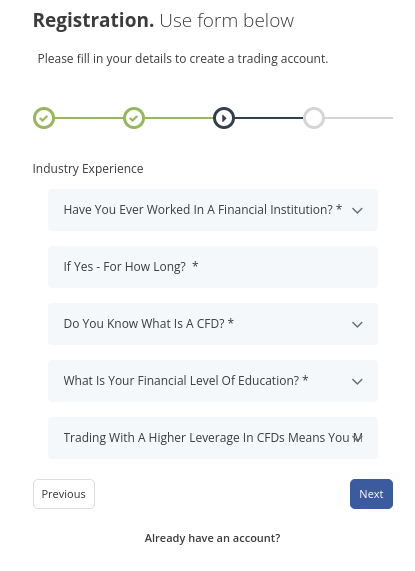 Registration. Use form below
Please fill in your details to create a trading account.
Industry Experience
Have You Ever Worked In A Financial Institution? *
If Yes - For How Long? *
Do You Know What Is A CFD? *
What Is Your Financial Level Of Education? *
Trading With A Higher Leverage In CFDs Means You M
Previous
Next
Already have an account?